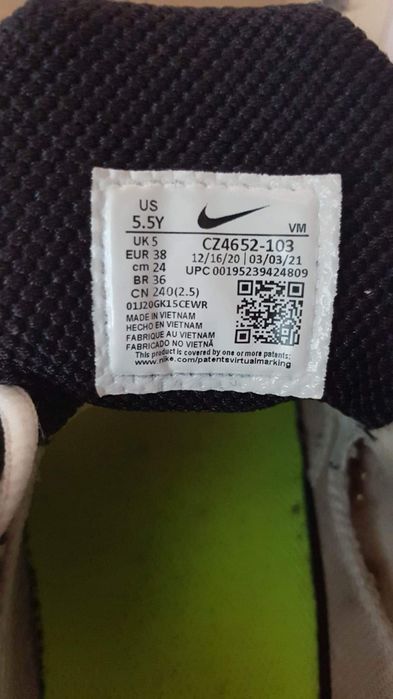 US
5.5Y
VM
UK 5
EUR 38
cm 24
BR 36
CN 240(2.5)
CZ4652-103
12/16/20 | 03/03/21
UPC 00195239424809
01J20GK15CEWR
MADE IN VIETNAM
HECHO EN VIETNAM
FABRIQUE AU VIETNAM
FABRICADO NO VIETNÃ
This product is covered by one or more patents:
www.nike.com/patentsvirtualmarking